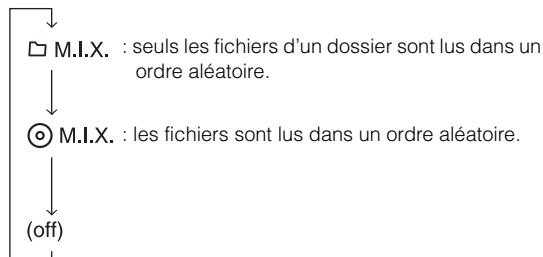 M.I.X. : seuls les fichiers d'un dossier sont lus dans un
ordre aléatoire.
M.I.X. : les fichiers sont lus dans un ordre aléatoire.
(off)